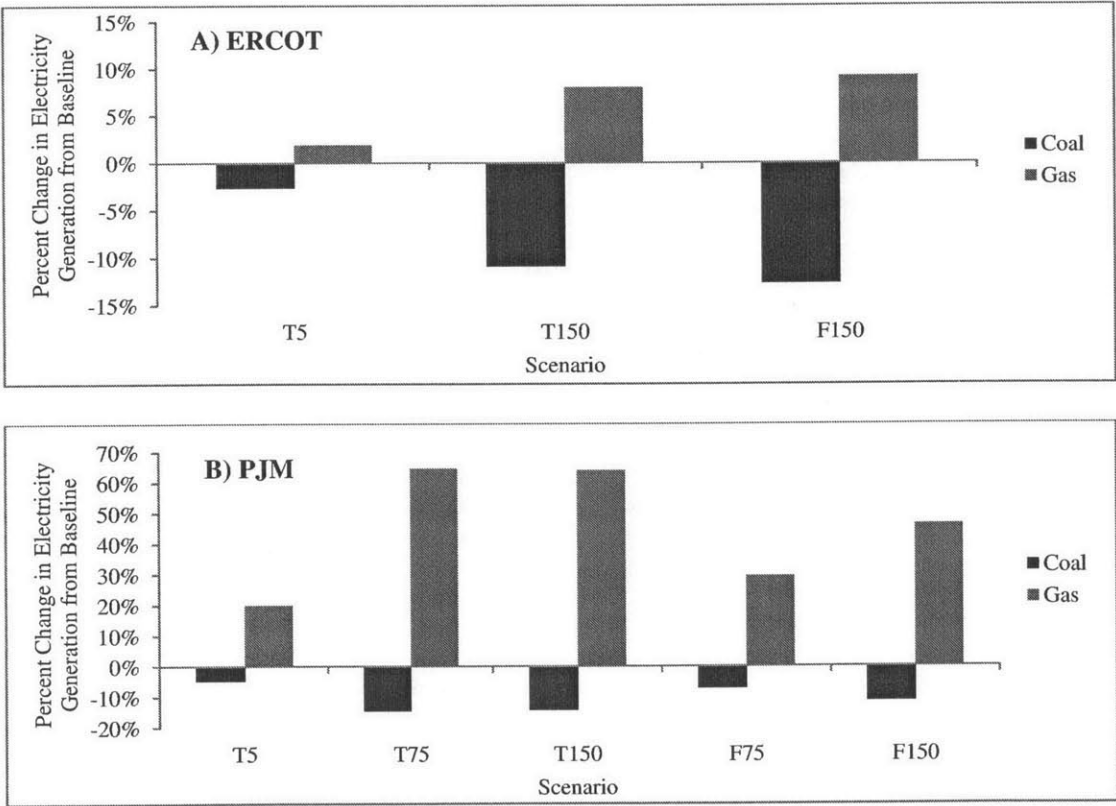 A) ERCOT
Percent Change in Electricity
Generation from Baseline
15%
10%
5%
0%
-5%
-10%
-15%
T5
T150
F150
Scenario
Coal
Gas
B) PJM
Percent Change in Electricity
Generation from Baseline
70%
60%
50%
40%
30%
20%
10%
0%
-10%
-20%
T5
T75
T150
F75
F150
Scenario
Coal
Gas